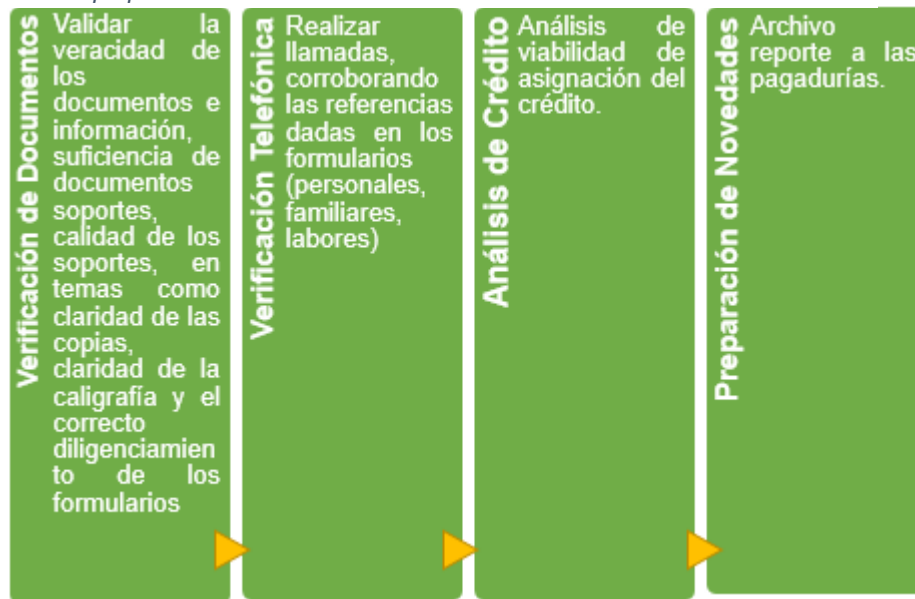 Verificación de Documentos
Validar la
veracidad de
los
documentos e
información,
suficiencia de
documentos
soportes,
calidad de los
soportes, en
temas como
claridad de las
copias,
claridad de la
caligrafía y el
correcto
diligenciamien
to de los
formularios
Verificación Telefónica
Realizar
llamadas,
corroborando
las referencias
dadas en los
formularios
(personales,
familiares,
labores)
Análisis de Crédito
Análisis de
viabilidad de
asignación del
crédito.
Preparación de Novedades
Archivo
reporte a las
pagadurías.